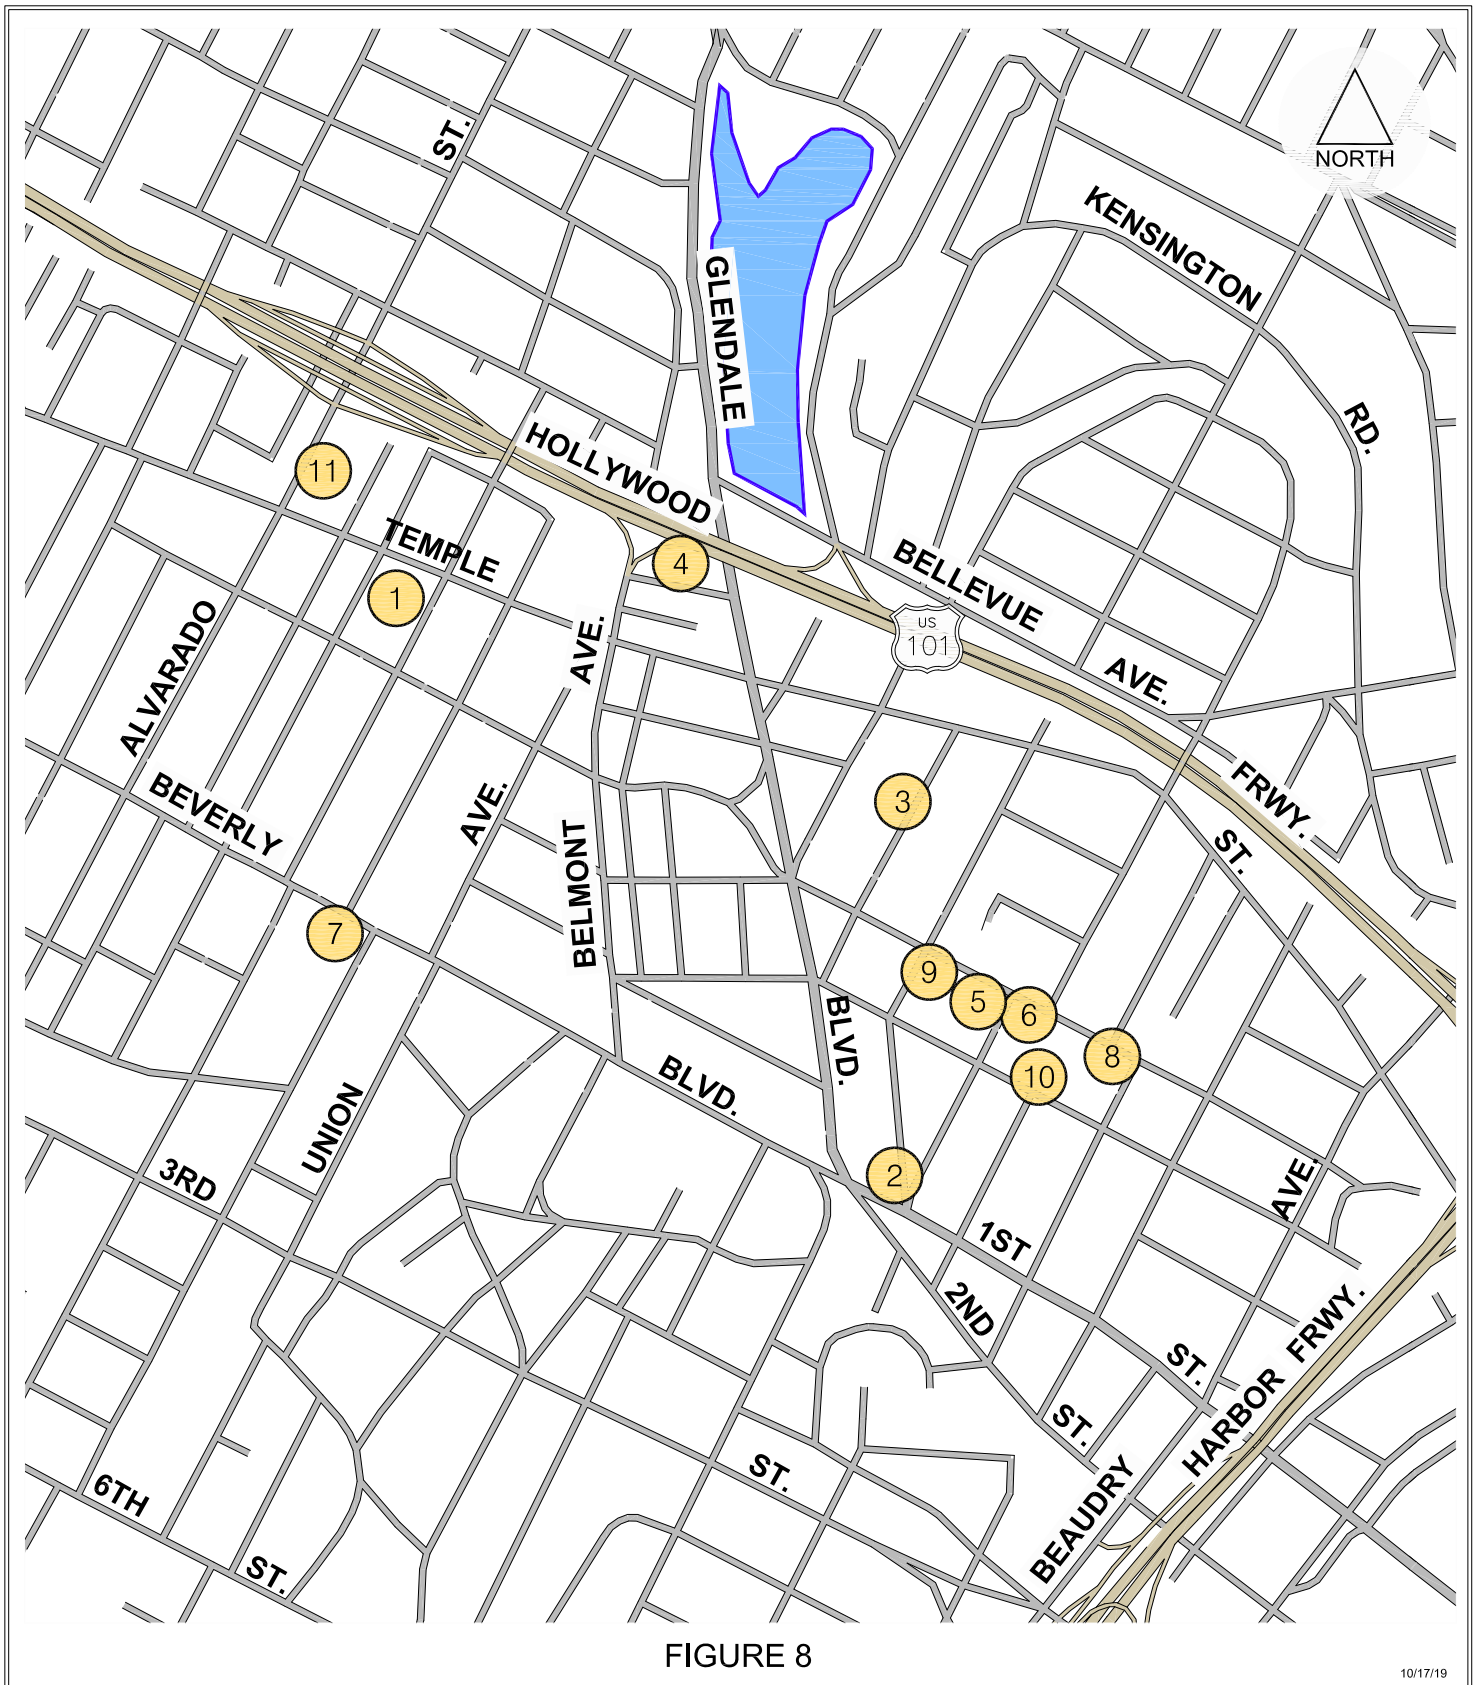 ST.
NORTH
KENSINGTON
RD.
GLENDALE
HOLLYWOOD
11
TEMPLE
4
1
BELLEVUE
US
101
AVE.
AVE.
ALVARADO
FRWY.
BEVERLY
3
AVE.
ST.
BELMONT
7
9
5
6
BLVD.
8
10
BLVD.
UNION
3RD
2
AVE.
1ST
2ND
FRWY.
ST.
HARBOR
ST.
ST.
BEAUDRY
6TH
ST.
FIGURE 8
10/17/19